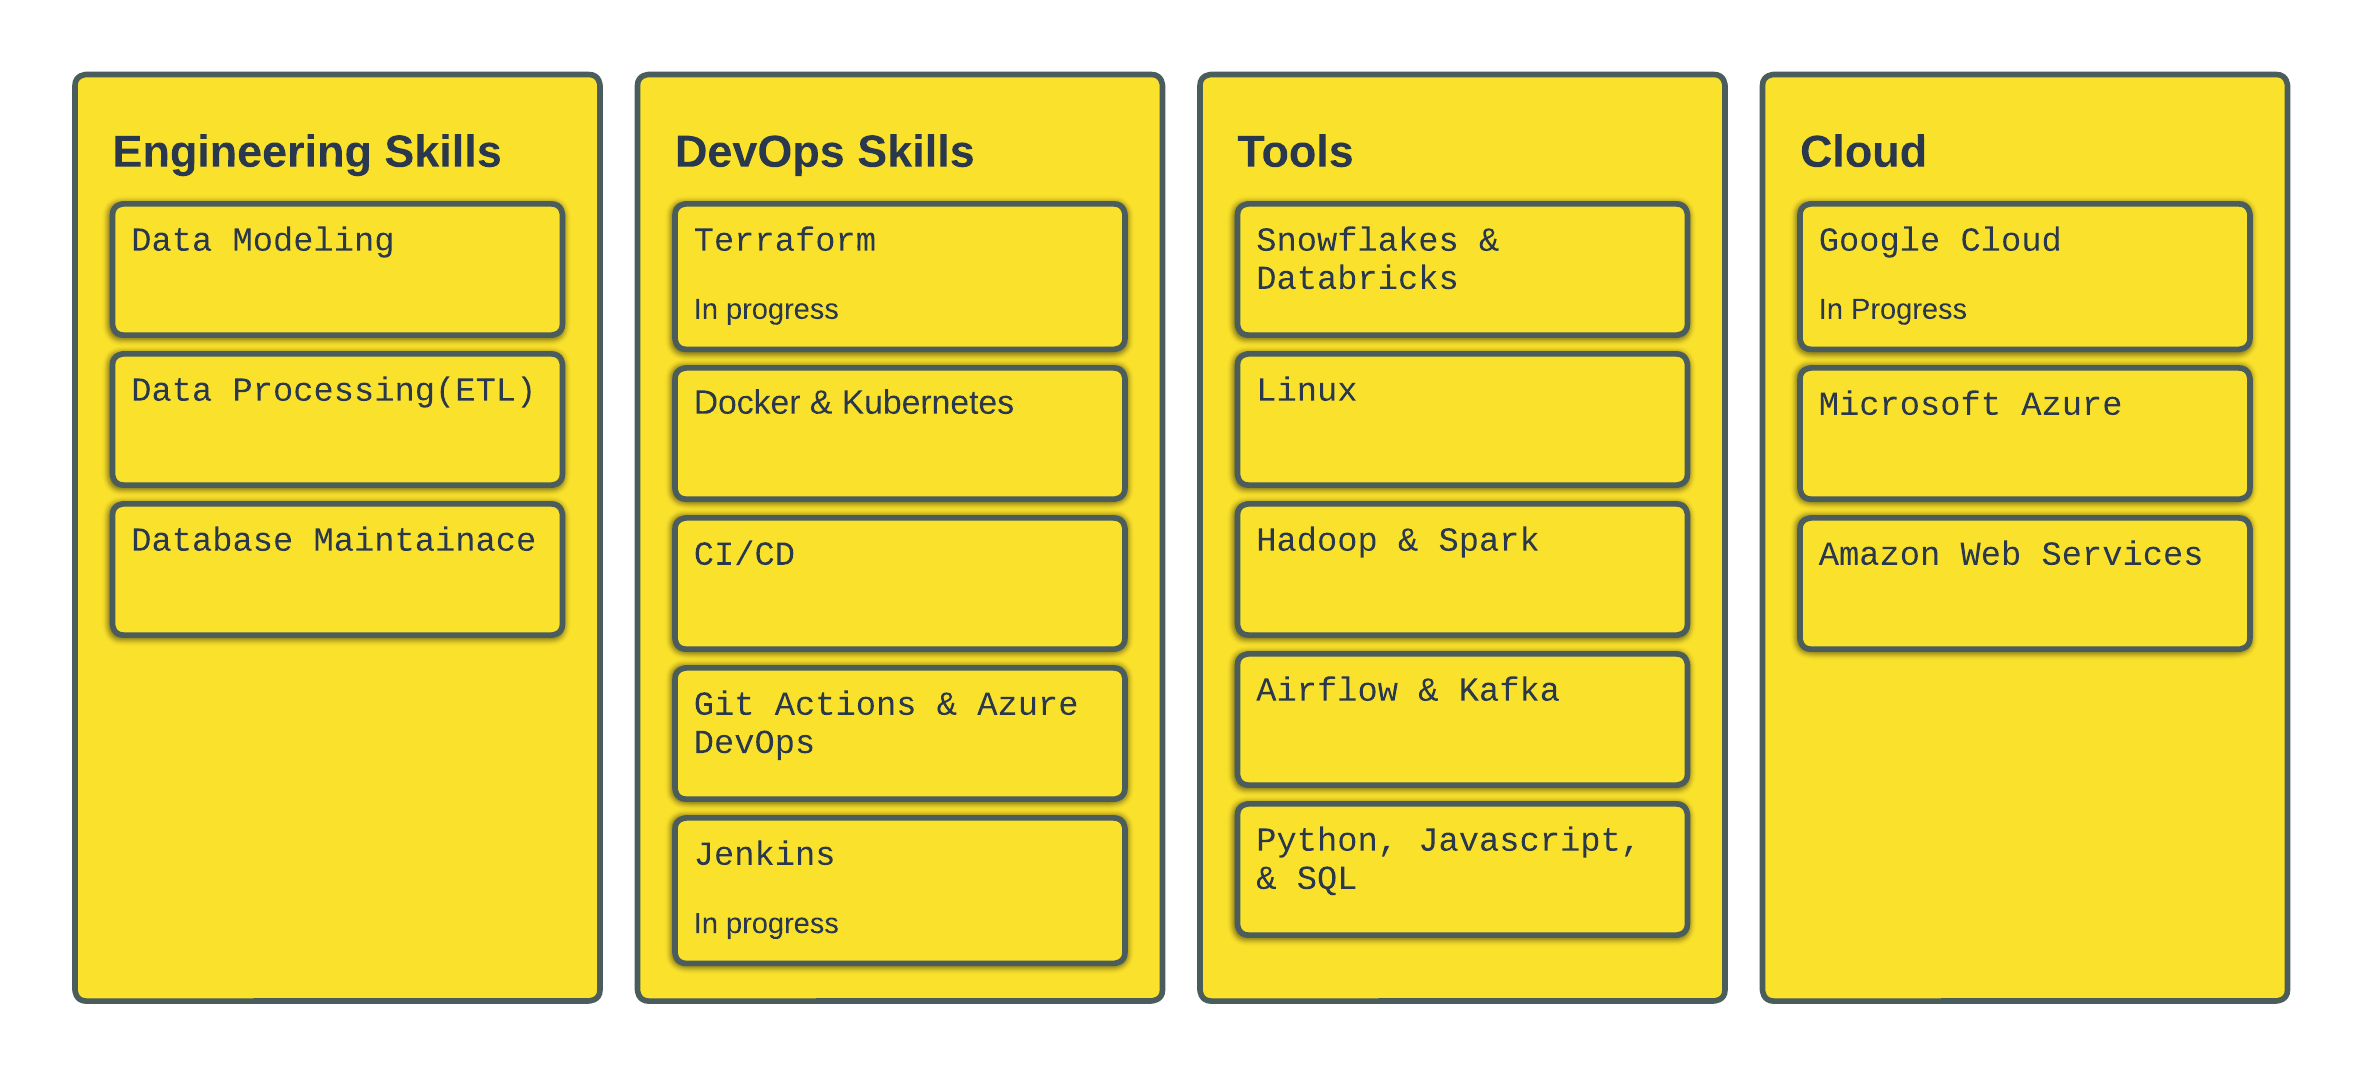 Engineering Skills
Data Modeling
Data Processing(ETL)
Database Maintainace
DevOps Skills
Terraform
In progress
Docker & Kubernetes
CI/CD
Git Actions & Azure
DevOps
Jenkins
In progress
Tools
Snowflakes &
Databricks
Linux
Hadoop & Spark
Airflow & Kafka
Python, Javascript,
& SQL
Cloud
Google Cloud
In Progress
Microsoft Azure
Amazon Web Services